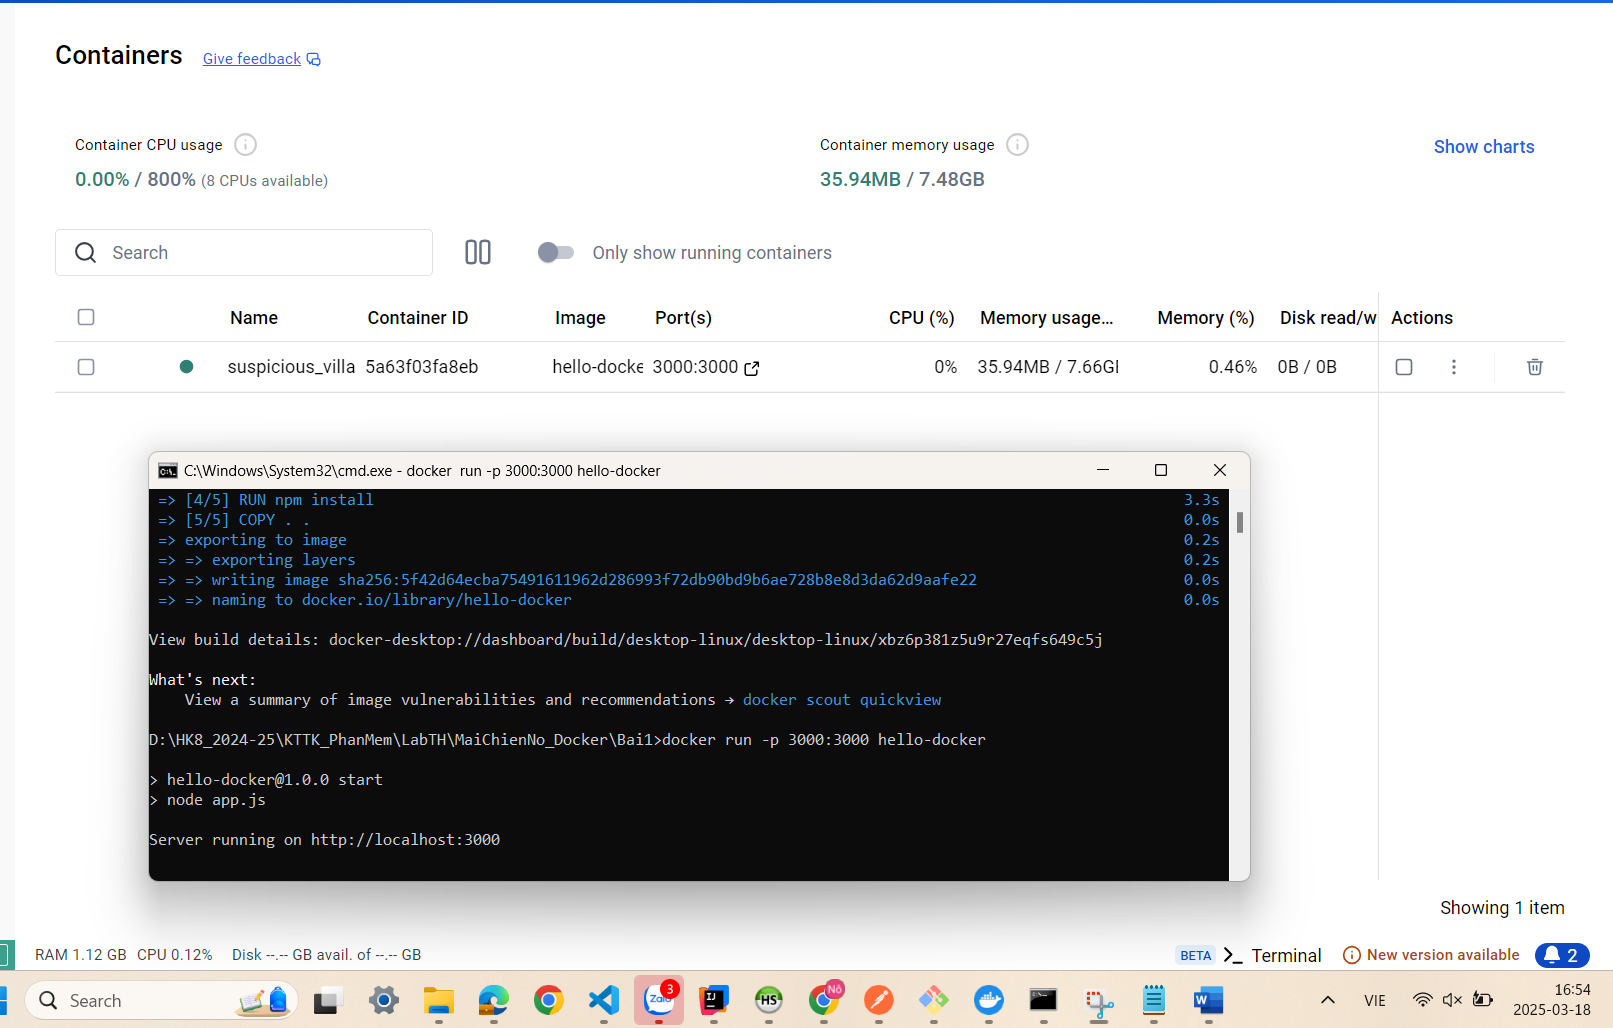 Containers Give feedback
Container CPU usage
0.00% / 800% (8 CPUs available)
Container memory usage
35.94MB / 7.48GB
Show charts
Search
Only show running containers
Name Container ID Image Port(s) CPU (%) Memory usage... Memory (%) Disk read/w Actions
suspicious_villa 5a63f03fa8eb hello-docke 3000:3000 0% 35.94MB / 7.66GI 0.46% 0B / 0B
C:\Windows\System32\cmd.exe - docker  run -p 3000:3000 hello-docker
=> [4/5] RUN npm install 3.3s
=> [5/5] COPY . . 0.0s
=> exporting to image 0.2s
=> => exporting layers 0.2s
=> => writing image sha256:5f42d64ecba75491611962d286993f72db90bd9b6ae728b8e8d3da62d9aafe22 0.0s
=> => naming to docker.io/library/hello-docker 0.0s
View build details: docker-desktop://dashboard/build/desktop-linux/desktop-linux/xbz6p381z5u9r27eqfs649c5j
What's next:
View a summary of image vulnerabilities and recommendations → docker scout quickview
D:\HK8_2024-25\KTTK_PhanMem\LabTH\MaiChienNo_Docker\Bai1>docker run -p 3000:3000 hello-docker
> hello-docker@1.0.0 start
> node app.js
Server running on http://localhost:3000
Showing 1 item
RAM 1.12 GB CPU 0.12% Disk --.-- GB avail. of --.-- GB
BETA >_ Terminal
New version available
2
Search
Zalo 3
IJ
HS
Nô
W
VIE
16:54
2025-03-18